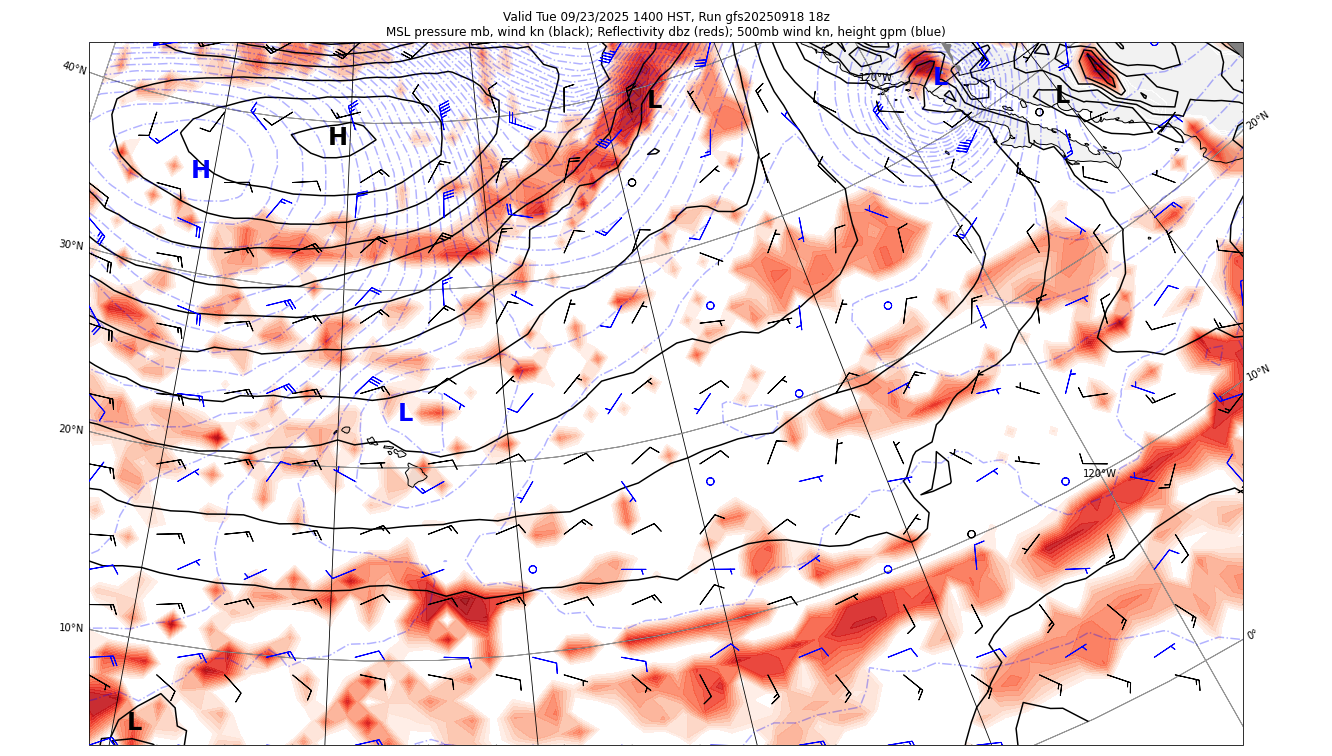 Valid Tue 09/23/2025 1400 HST, Run gfs20250918 18z
MSL pressure mb, wind kn (black); Reflectivity dbz (reds); 500mb wind kn, height gpm (blue)
40°N
120°W
L
L
L
20°N
H
H
30°N
10°N
L
20°N
120°W
10°N
0°
L